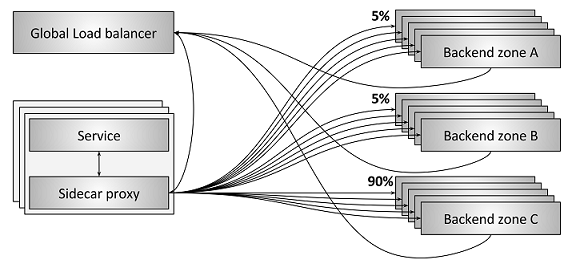 Global Load balancer
Service
Sidecar proxy
5%
Backend zone A
5%
Backend zone B
90%
Backend zone C